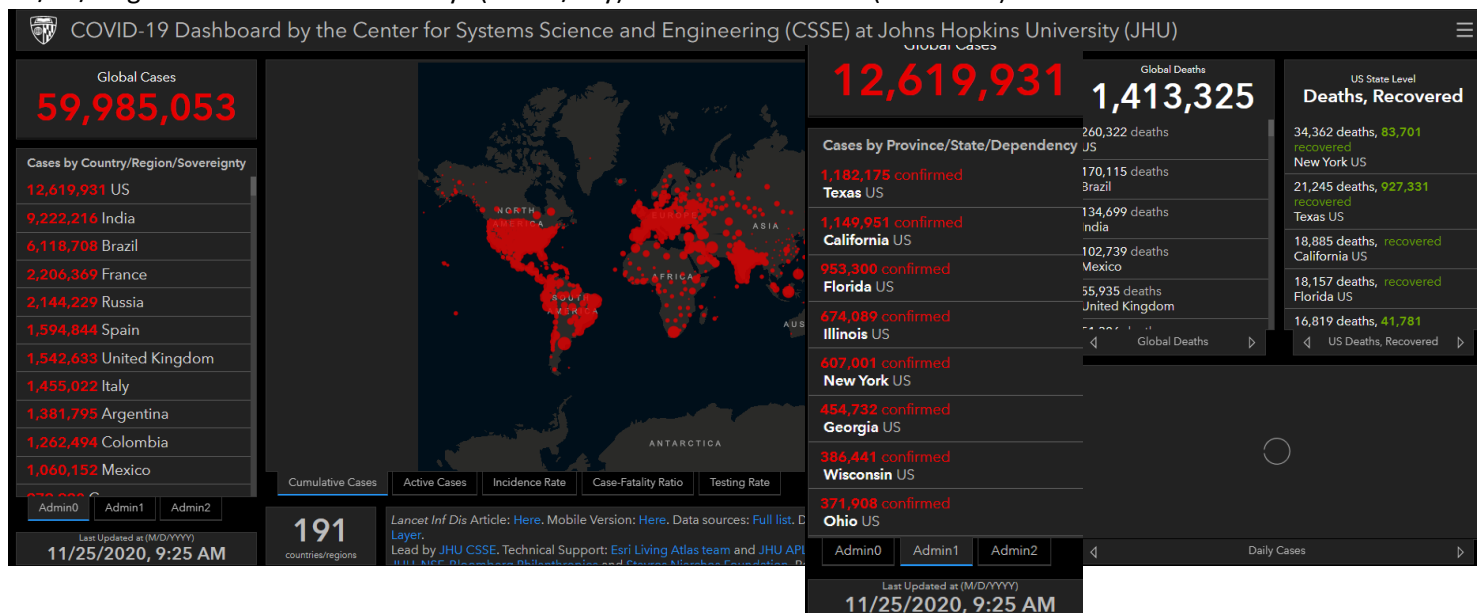 COVID-19 Dashboard by the Center for Systems Science and Engineering (CSSE) at Johns Hopkins University (JHU)
Global Cases
59,985,053
Cases by Country/Region/Sovereignty
12,619,931 US
9,222,216 India
6,118,708 Brazil
2,206,369 France
2,144,229 Russia
1,594,844 Spain
1,542,633 United Kingdom
1,455,022 Italy
1,381,795 Argentina
1,262,494 Colombia
1,060,152 Mexico
Admin0 Admin1 Admin2
Last Updated at (M/D/YYYY)
11/25/2020, 9:25 AM
NORTH
AMERICA
SOUTH
AMERICA
EUROPE
AFRICA
ASIA
AUS
ANTARCTICA
Cumulative Cases Active Cases Incidence Rate Case-Fatality Ratio Testing Rate
191
countries/regions
Lancet Inf Dis Article: Here. Mobile Version: Here. Data sources: Full list. D
Layer.
Lead by JHU CSSE. Technical Support: Esri Living Atlas team and JHU APL
Global Cases
12,619,931
Cases by Province/State/Dependency
1,182,175 confirmed
Texas US
1,149,951 confirmed
California US
953,300 confirmed
Florida US
674,089 confirmed
Illinois US
607,001 confirmed
New York US
454,732 confirmed
Georgia US
386,441 confirmed
Wisconsin US
371,908 confirmed
Ohio US
Admin0 Admin1 Admin2
Last Updated at (M/D/YYYY)
11/25/2020, 9:25 AM
Global Deaths
1,413,325
260,322 deaths
US
170,115 deaths
Brazil
134,699 deaths
India
102,739 deaths
Mexico
55,935 deaths
United Kingdom
Global Deaths
US State Level
Deaths, Recovered
34,362 deaths, 83,701
recovered
New York US
21,245 deaths, 927,331
recovered
Texas US
18,885 deaths, recovered
California US
18,157 deaths, recovered
Florida US
16,819 deaths, 41,781
US Deaths, Recovered
Daily Cases